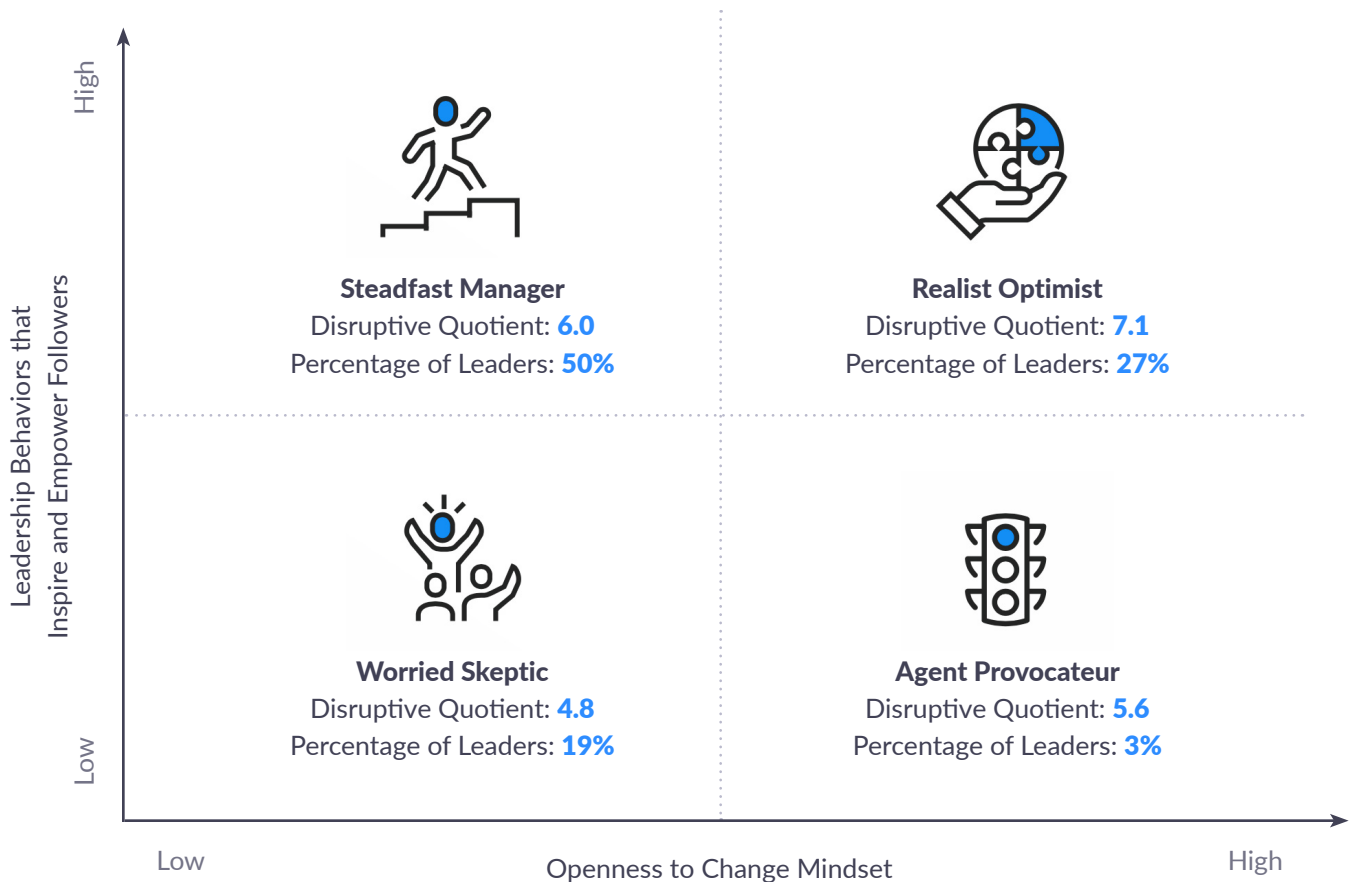 High
Leadership Behaviors that
Inspire and Empower Followers
Low
Steadfast Manager
Disruptive Quotient: 6.0
Percentage of Leaders: 50%
Realist Optimist
Disruptive Quotient: 7.1
Percentage of Leaders: 27%
Worried Skeptic
Disruptive Quotient: 4.8
Percentage of Leaders: 19%
Agent Provocateur
Disruptive Quotient: 5.6
Percentage of Leaders: 3%
Low
Openness to Change Mindset
High